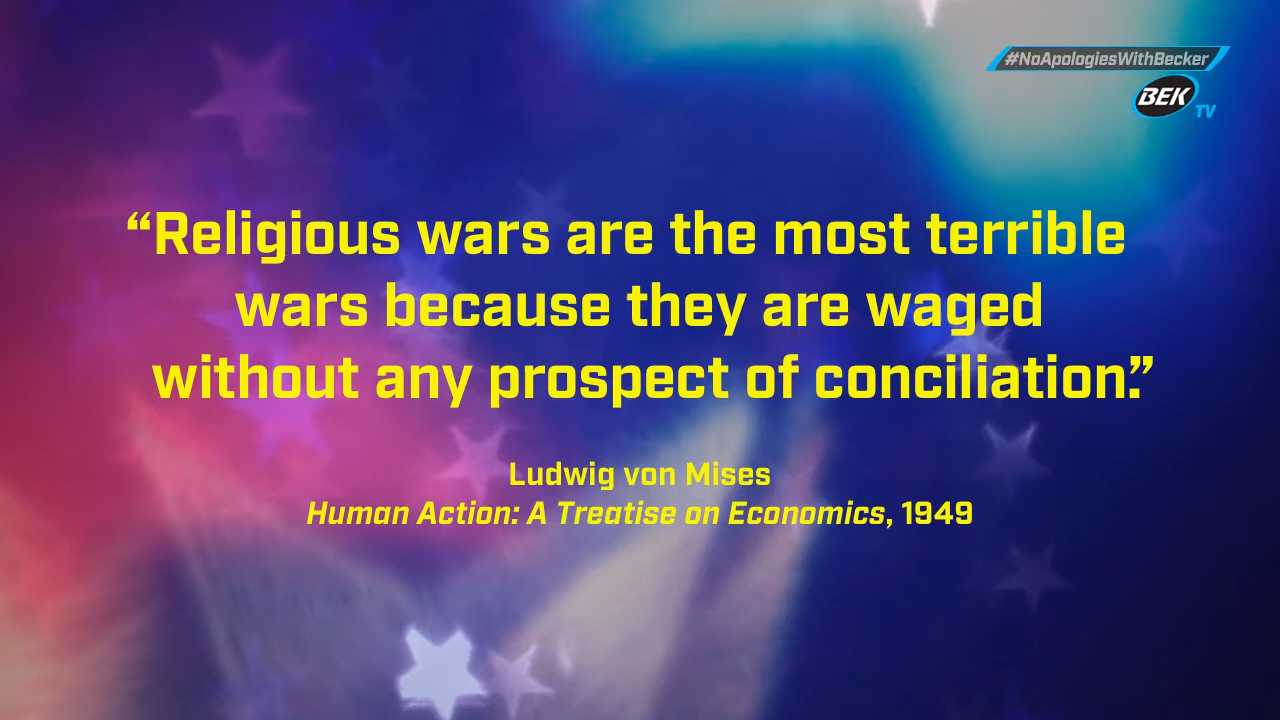 #NoApologiesWithBecker
BEK TV
“Religious wars are the most terrible
wars because they are waged
without any prospect of conciliation.”
Ludwig von Mises
Human Action: A Treatise on Economics, 1949